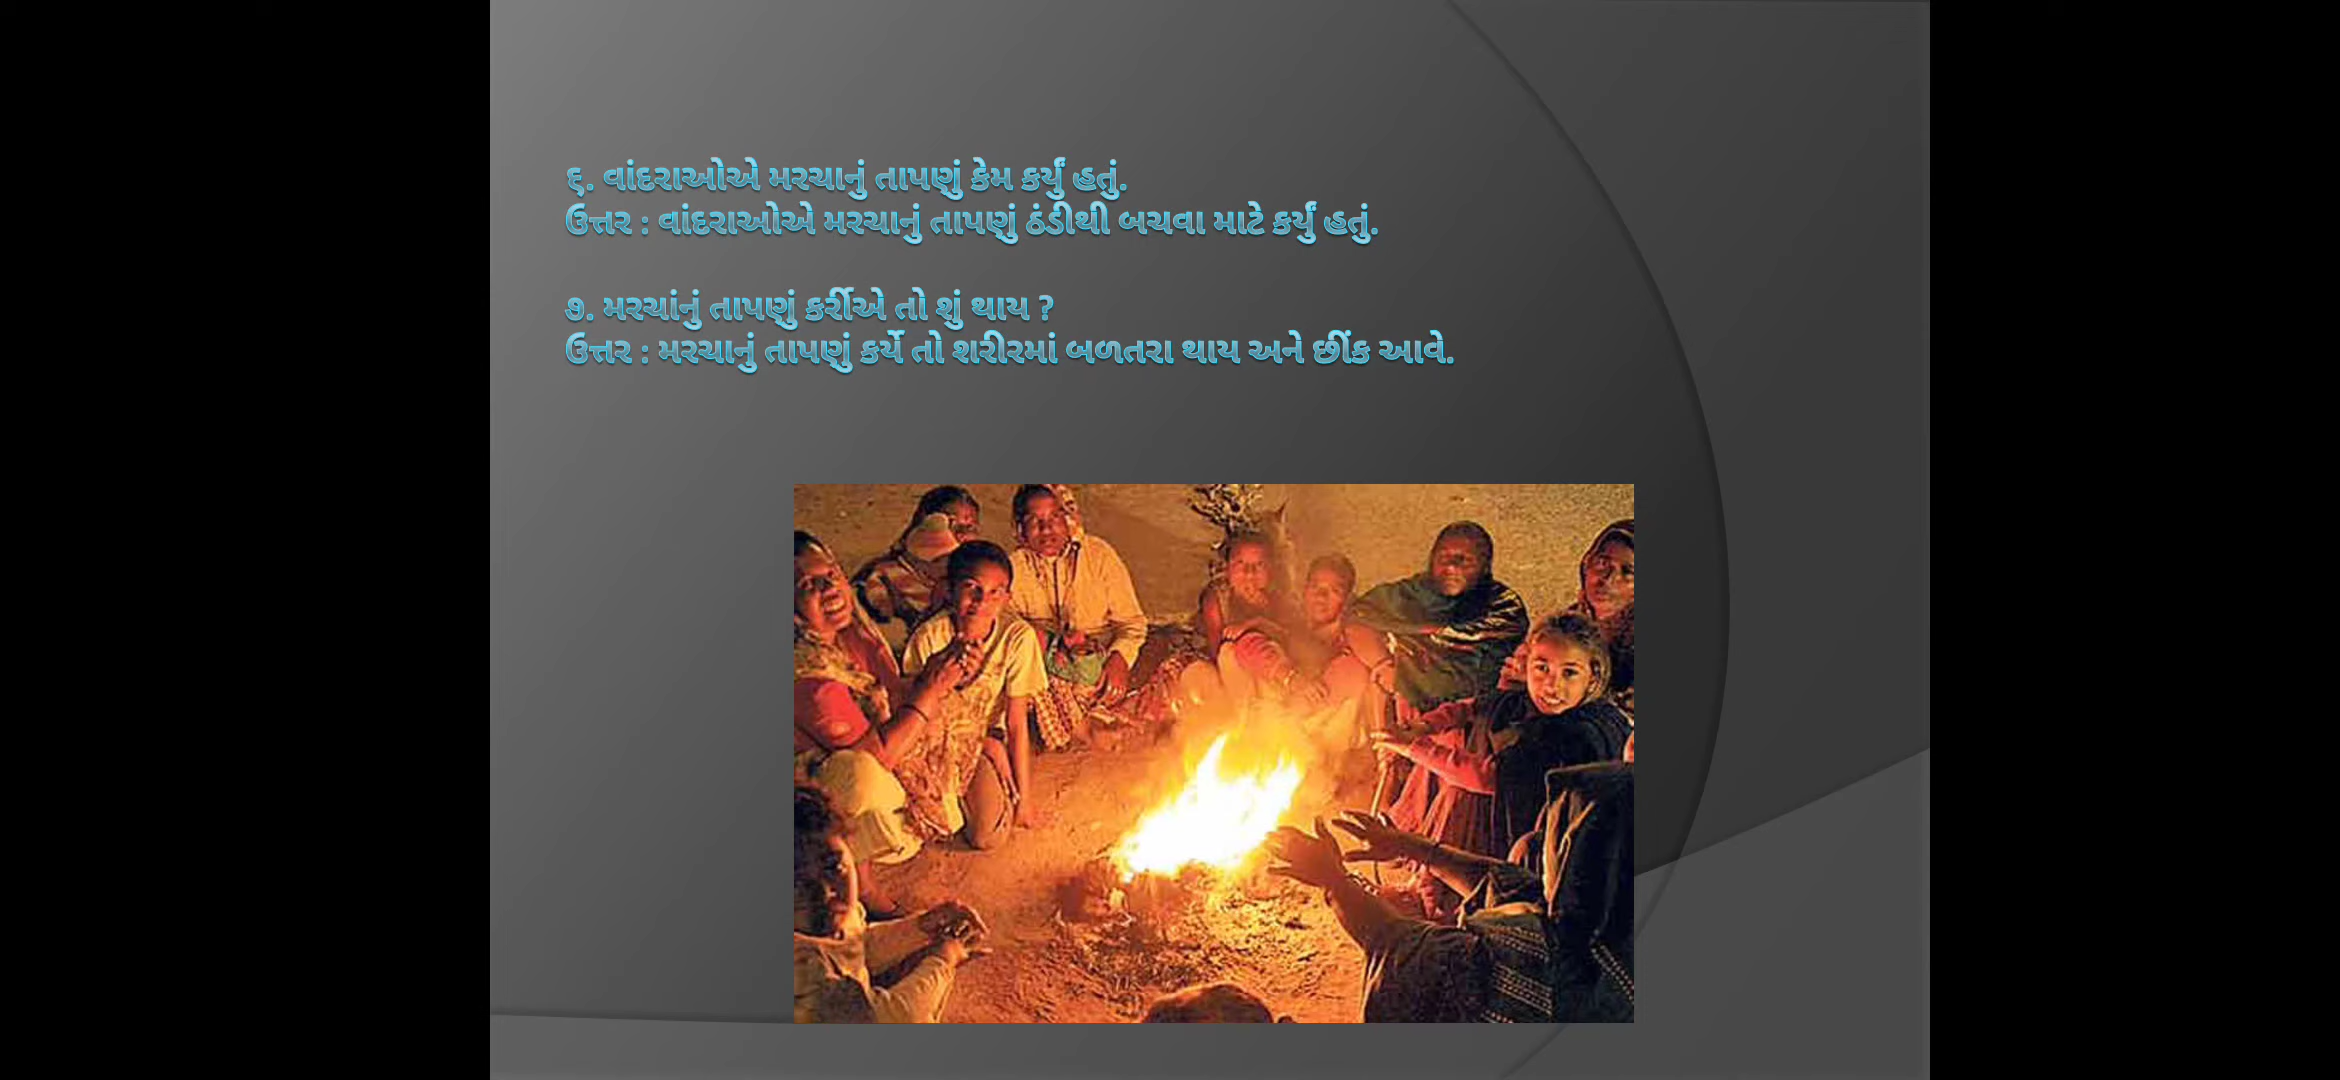 ૬. વાંદરાઓએ મરચાનું તાપણું કેમ કર્યું હતું.
ઉત્તર : વાંદરાઓએ મરચાનું તાપણું ઠંડીથી બચવા માટે કર્યું હતું.
૭. મરચાંનું તાપણું કર્રીએ તો શું થાય ?
ઉત્તર : મરચાનું તાપણું કર્યે તો શરીરમાં બળતરા થાય અને છીંક આવે.